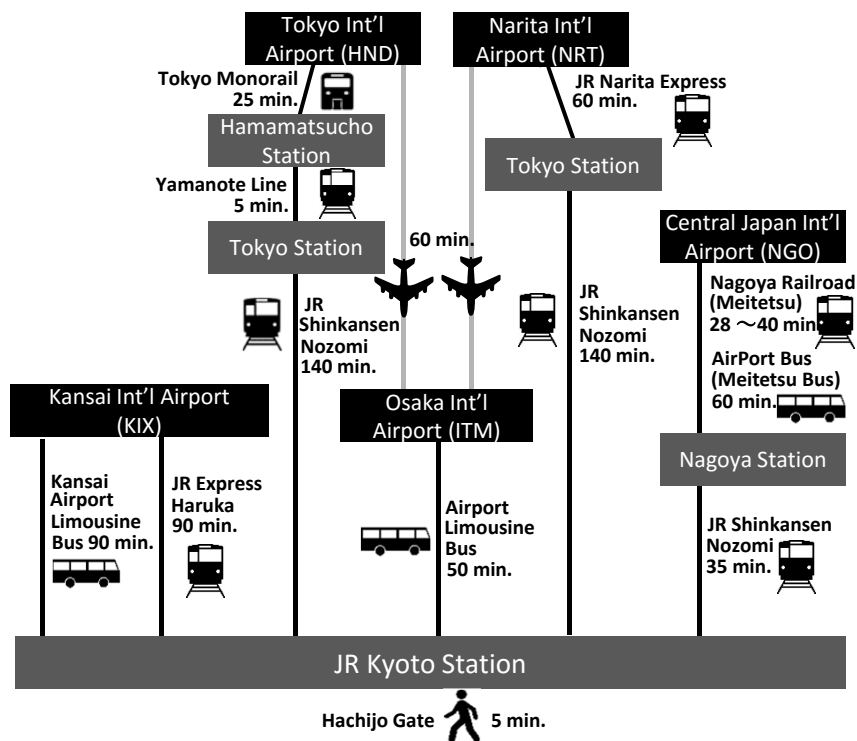 Tokyo Int'l
Airport (HND)
Narita Int'l
Airport (NRT)
Tokyo Monorail
25 min.
JR Narita Express
60 min.
Hamamatsucho
Station
Tokyo Station
Yamanote Line
5 min.
Tokyo Station
60 min.
Central Japan Int'l
Airport (NGO)
Nagoya Railroad
(Meitetsu)
28 ～40 min
JR
Shinkansen
Nozomi
140 min.
JR
Shinkansen
Nozomi
140 min.
AirPort Bus
(Meitetsu Bus)
60 min.
Kansai Int'l Airport
(KIX)
Osaka Int'l
Airport (ITM)
Nagoya Station
Kansai
Airport
Limousine
Bus 90 min.
JR Express
Haruka
90 min.
Airport
Limousine
Bus
50 min.
JR Shinkansen
Nozomi
35 min.
JR Kyoto Station
Hachijo Gate 5 min.